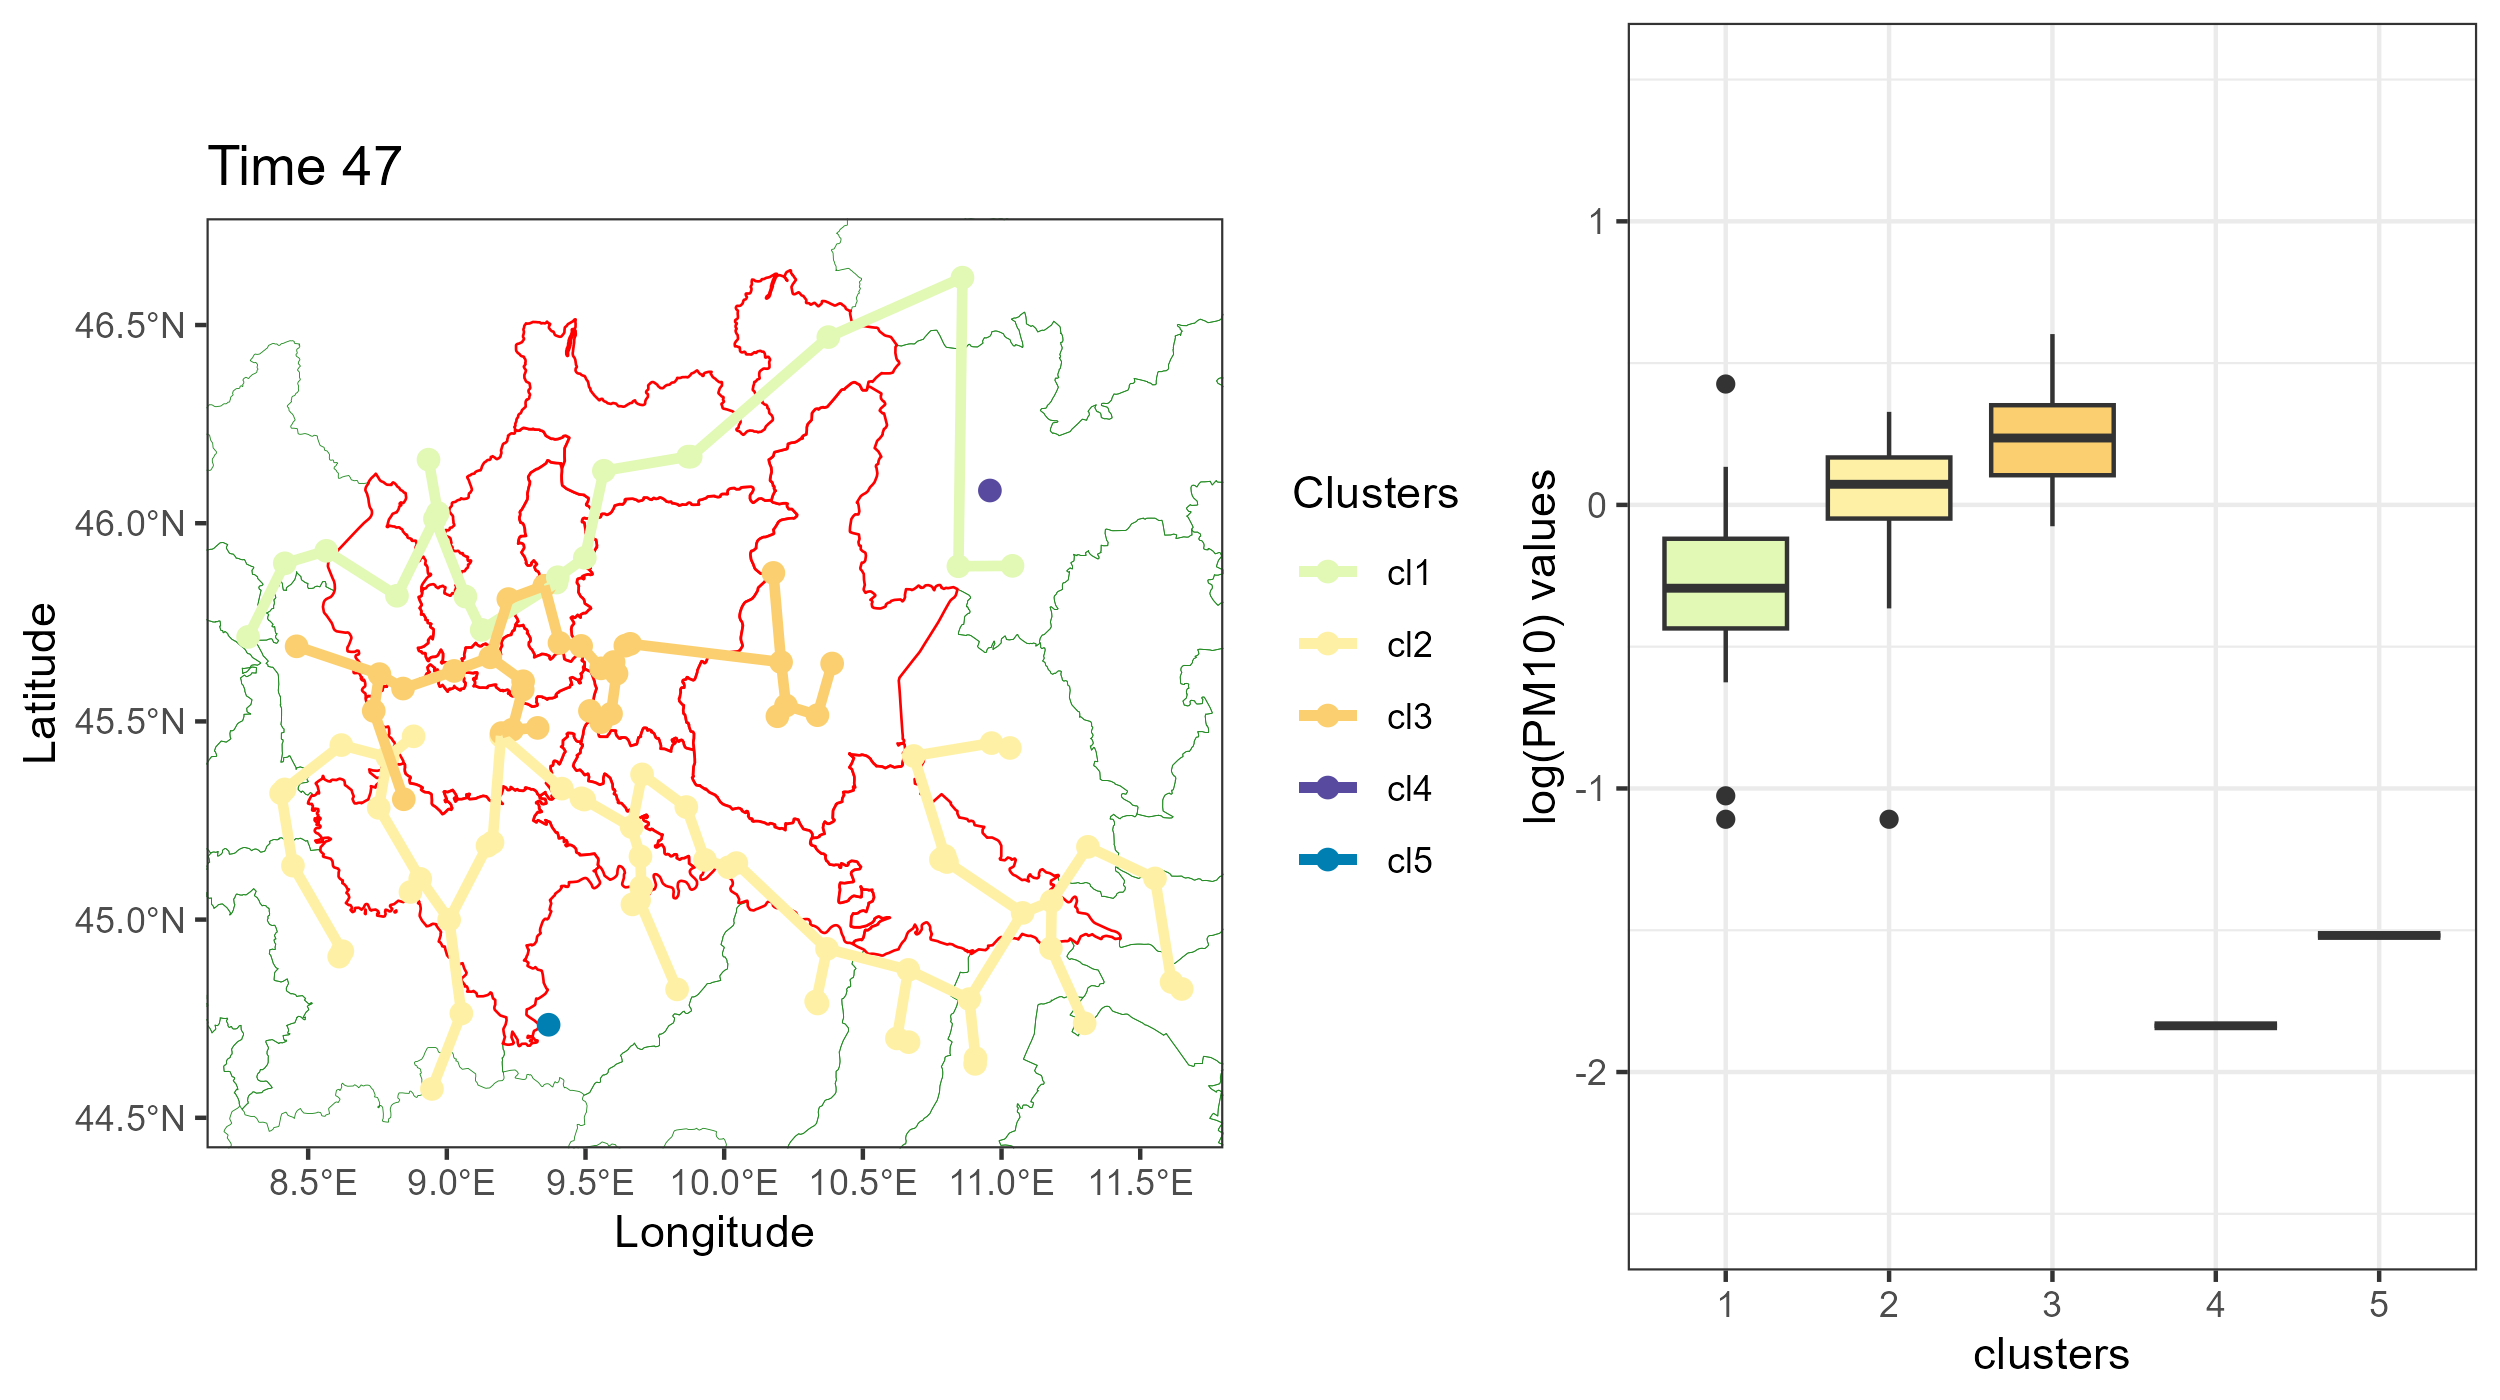 Time 47
46.5°N
46.0°N
45.5°N
45.0°N
44.5°N
Latitude
8.5°E 9.0°E 9.5°E 10.0°E 10.5°E 11.0°E 11.5°E
Longitude
Clusters
cl1
cl2
cl3
cl4
cl5
log(PM10) values
1
0
-1
-2
1 2 3 4 5
clusters